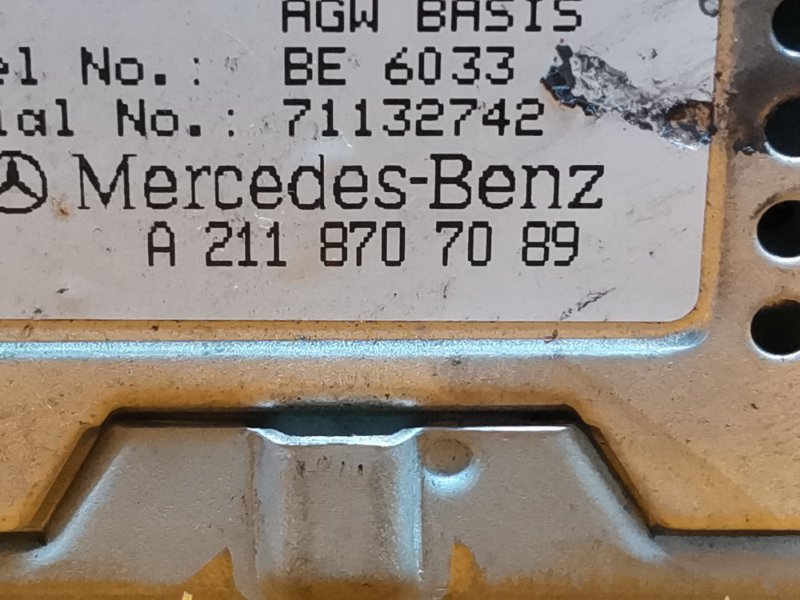 AGW BASIS
el No.: BE 6033
ial No.: 71132742
Mercedes-Benz
A 211 870 70 89